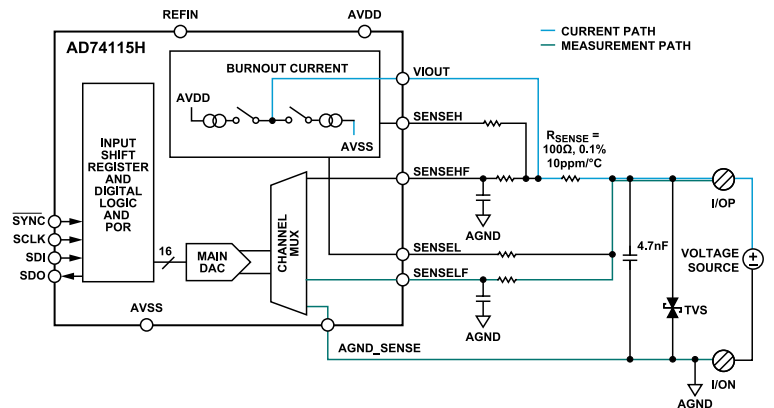 REFIN
AVDD
AD74115H
CURRENT PATH
MEASUREMENT PATH
BURNOUT CURRENT
VIOUT
AVDD
AVSS
SENSEH
RSENSE =
100Ω, 0.1%
10ppm/°C
INPUT
SHIFT
REGISTER
AND
DIGITAL
LOGIC
AND
POR
SENSEHF
I/OP
AGND
SYNC
SCLK
SDI
SDO
16
MAIN
DAC
CHANNEL
MUX
SENSEL
4.7nF
VOLTAGE
SOURCE
SENSELF
TVS
AGND
AVSS
AGND_SENSE
I/ON
AGND